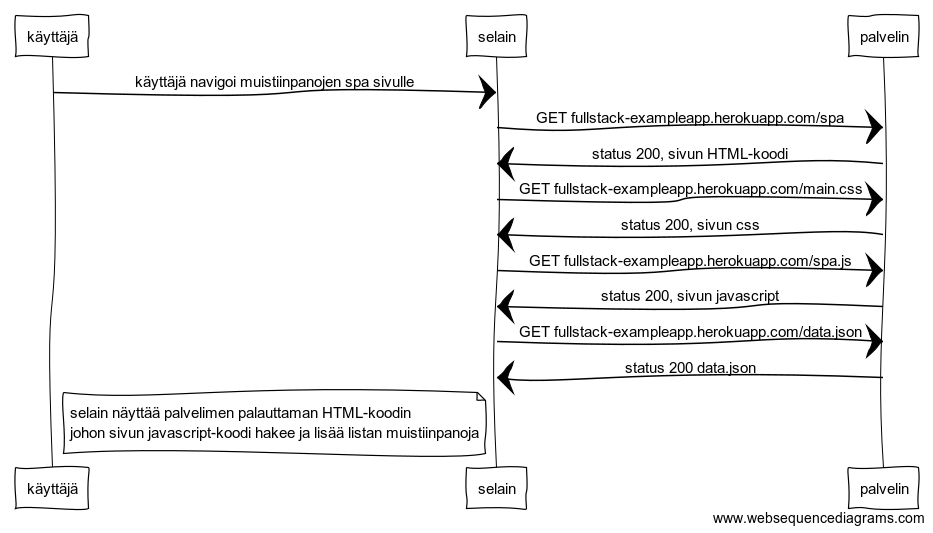 käyttäjä
selain
palvelin
käyttäjä navigoi muistiinpanojen spa sivulle
GET fullstack-exampleapp.herokuapp.com/spa
status 200, sivun HTML-koodi
GET fullstack-exampleapp.herokuapp.com/main.css
status 200, sivun css
GET fullstack-exampleapp.herokuapp.com/spa.js
status 200, sivun javascript
GET fullstack-exampleapp.herokuapp.com/data.json
status 200 data.json
selain näyttää palvelimen palauttaman HTML-koodin
johon sivun javascript-koodi hakee ja lisää listan muistiinpanoja
käyttäjä
selain
palvelin
www.websequencediagrams.com